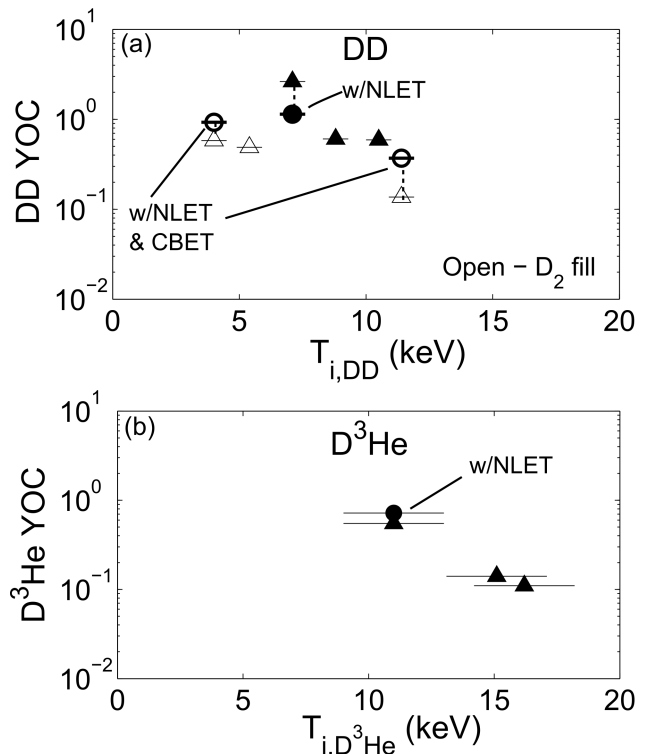 (a)
DD
10^1
10^0
10^−1
10^−2
DD YOC
w/NLET
w/NLET
& CBET
Open − D_2 fill
0 5 10 15 20
T_i,DD (keV)
(b)
D^3He
10^1
10^0
10^−1
10^−2
D^3He YOC
w/NLET
0 5 10 15 20
T_i,D^3He (keV)